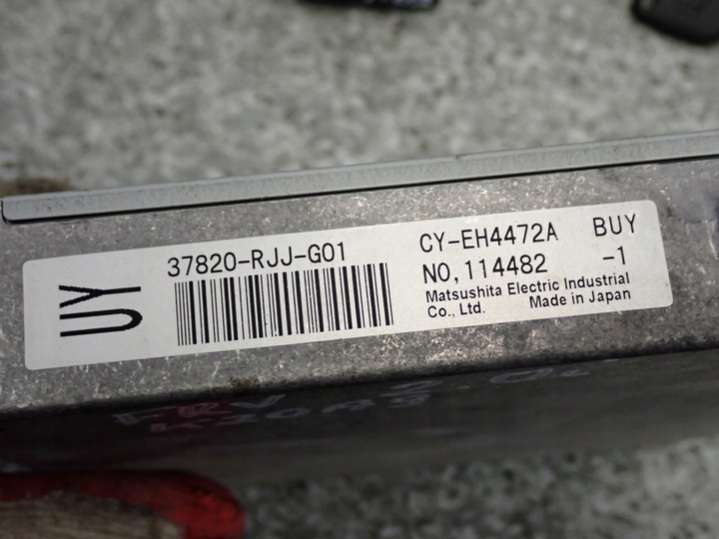 UY
37820-RJJ-G01
CY-EH4472A BUY
NO,114482 -1
Matsushita Electric Industrial
Co., Ltd. Made in Japan